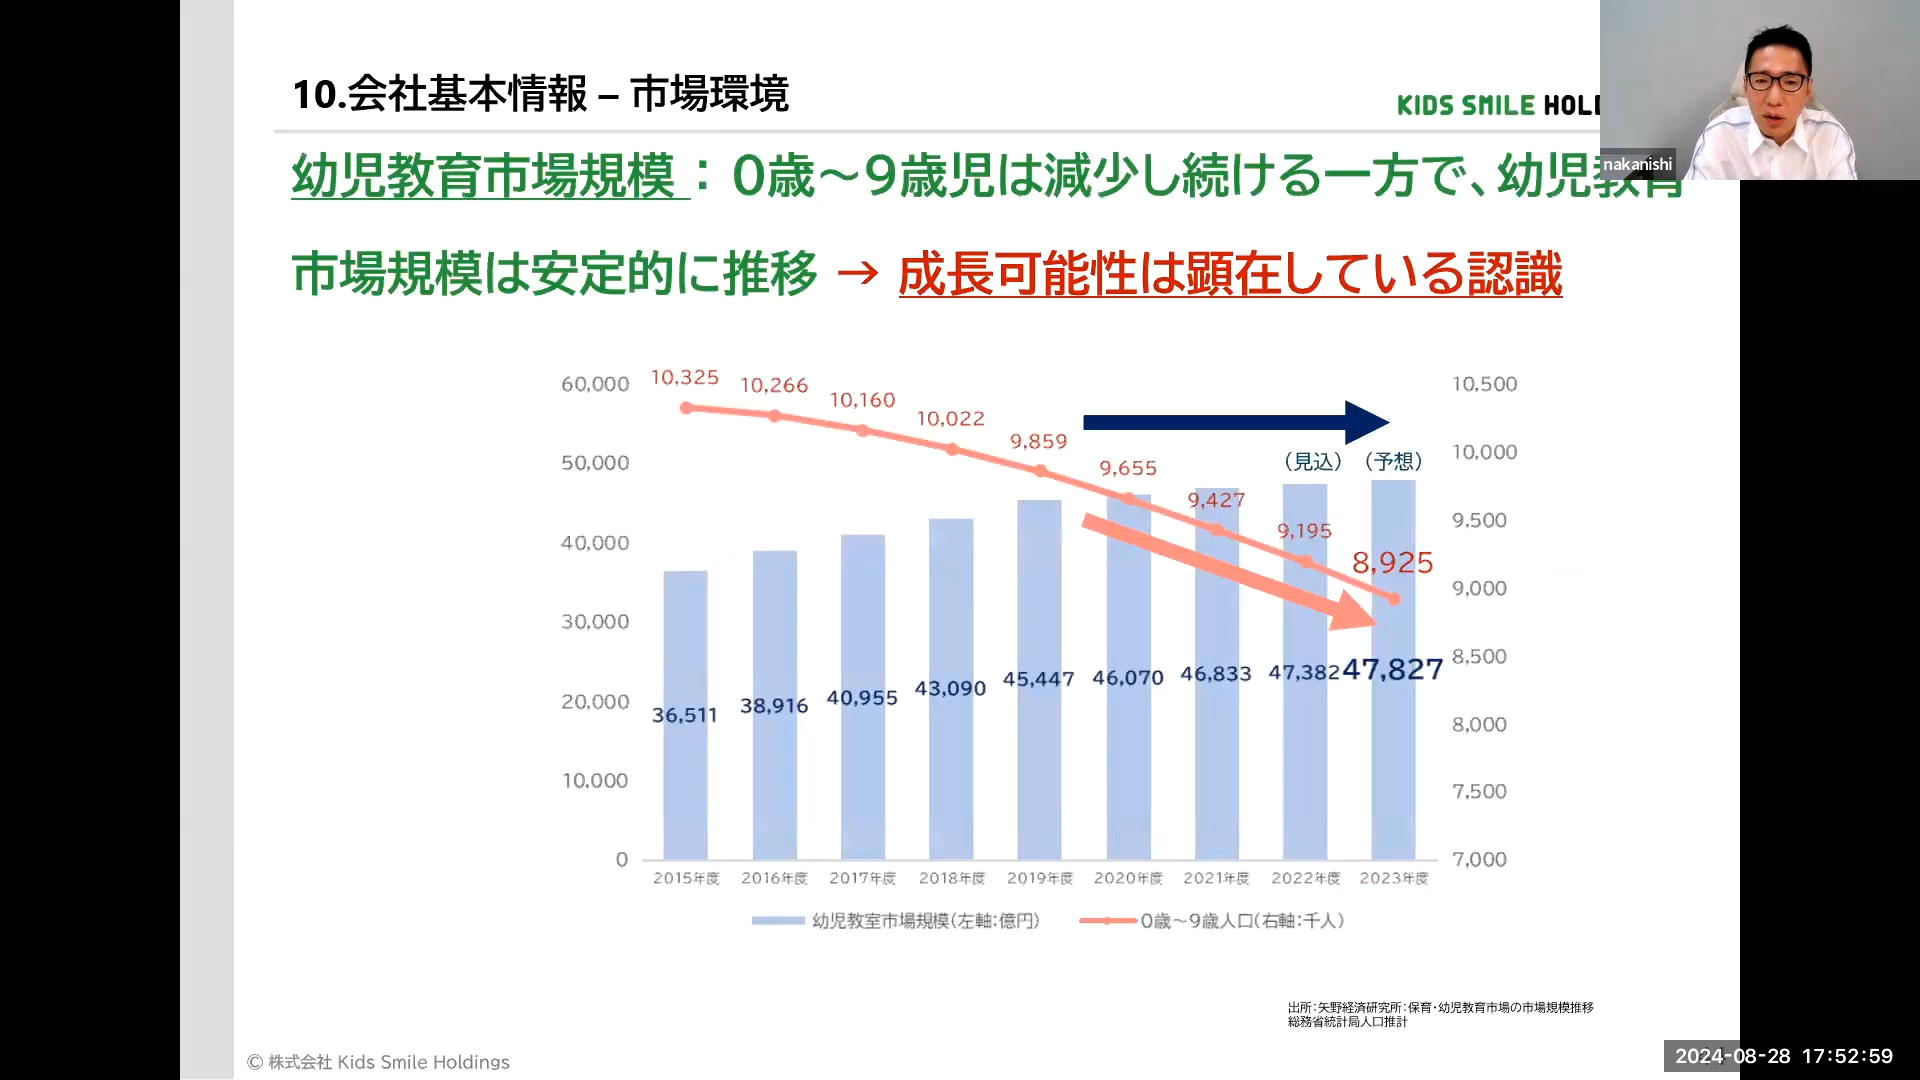 10.会社基本情報 – 市場環境
KIDS SMILE HOLD
nakanishi
幼児教育市場規模：0歳～9歳児は減少し続ける一方で、幼児教育
市場規模は安定的に推移 → 成長可能性は顕在している認識
60,000
50,000
40,000
30,000
20,000
10,000
0
10,325
10,266
10,160
10,022
9,859
9,655
9,427
9,195
8,925
（見込）
（予想）
10,500
10,000
9,500
9,000
8,500
8,000
7,500
7,000
36,511
38,916
40,955
43,090
45,447
46,070
46,833
47,382
47,827
2015年度
2016年度
2017年度
2018年度
2019年度
2020年度
2021年度
2022年度
2023年度
幼児教室市場規模(左軸:億円)
0歳～9歳人口(右軸:千人)
出所：矢野経済研究所：保育・幼児教育市場の市場規模推移
総務省統計局人口推計
© 株式会社 Kids Smile Holdings
2024-08-28 17:52:59